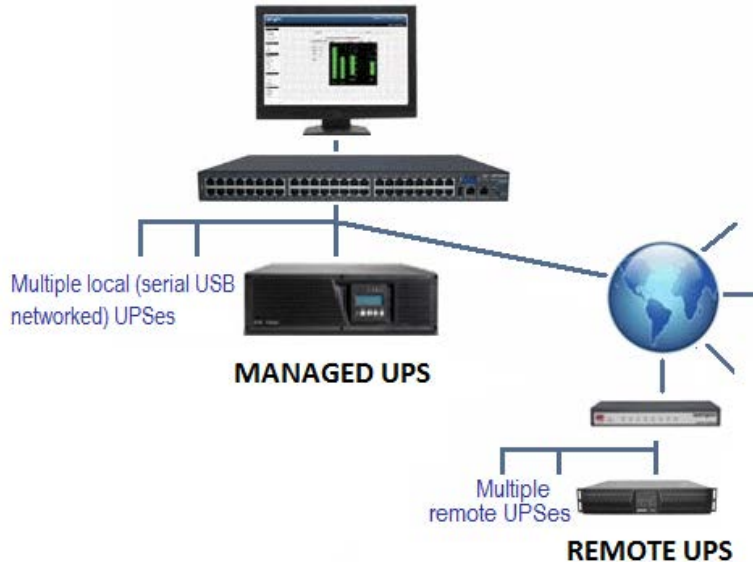 Multiple local (serial USB
networked) UPSes
MANAGED UPS
Multiple
remote UPSes
REMOTE UPS